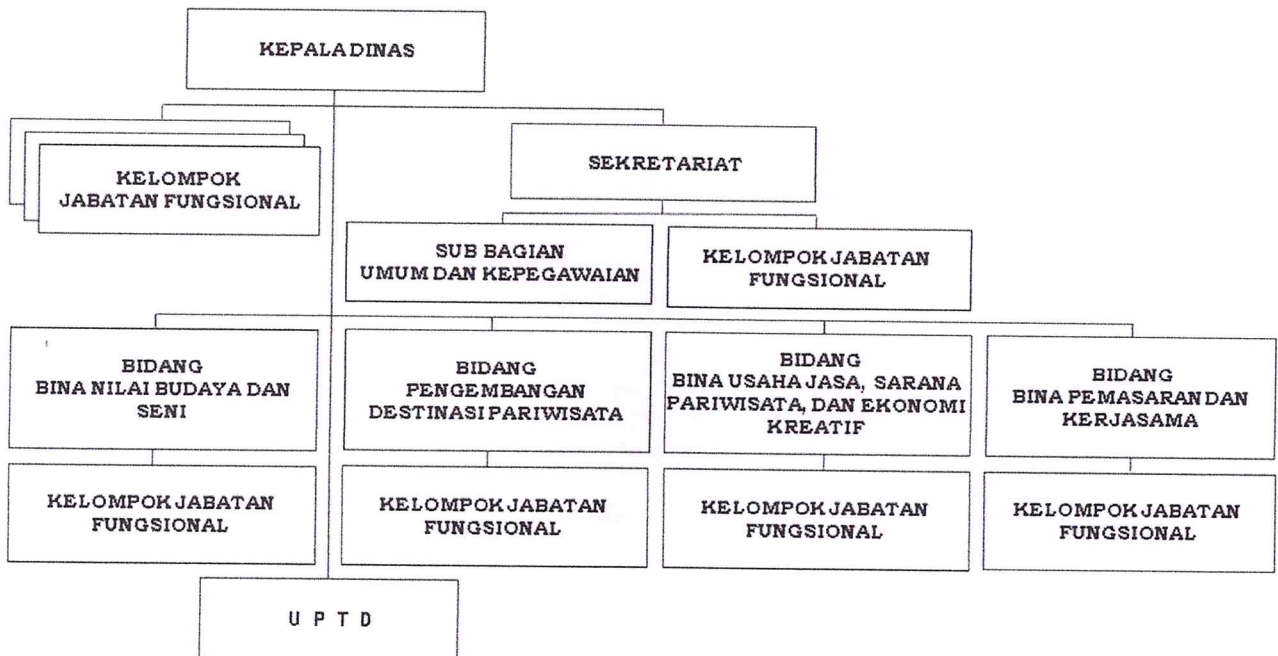 KEPALA DINAS
KELOMPOK
JABATAN FUNGSIONAL
SEKRETARIAT
SUB BAGIAN
UMUM DAN KEPEGAWAIAN
KELOMPOK JABATAN
FUNGSIONAL
BIDANG
BINA NILAI BUDAYA DAN
SENI
BIDANG
PENGEMBANGAN
DESTINASI PARIWISATA
BIDANG
BINA USAHA JASA, SARANA
PARIWISATA, DAN EKONOMI
KREATIF
BIDANG
BINA PEMASARAN DAN
KERJASAMA
KELOMPOK JABATAN
FUNGSIONAL
KELOMPOK JABATAN
FUNGSIONAL
KELOMPOK JABATAN
FUNGSIONAL
KELOMPOK JABATAN
FUNGSIONAL
U P T D